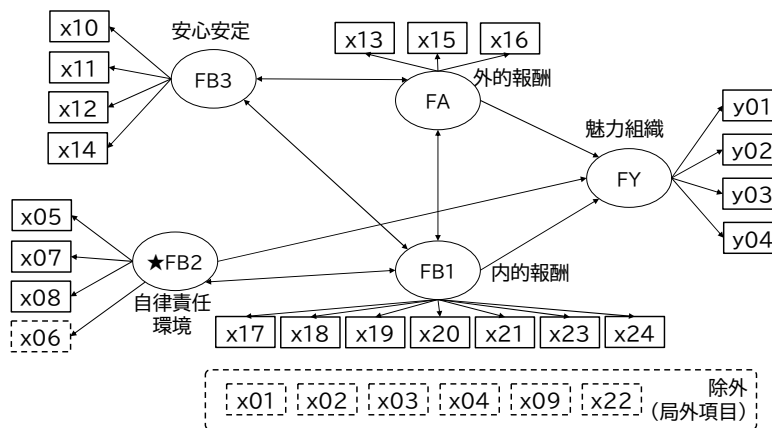 x10
x11
x12
x14
安心安定
FB3
x13
x15
x16
FA
外的報酬
魅力組織
FY
y01
y02
y03
y04
x05
x07
x08
x06
★FB2
自律責任
環境
FB1
内的報酬
x17
x18
x19
x20
x21
x23
x24
x01
x02
x03
x04
x09
x22
除外
（局外項目）